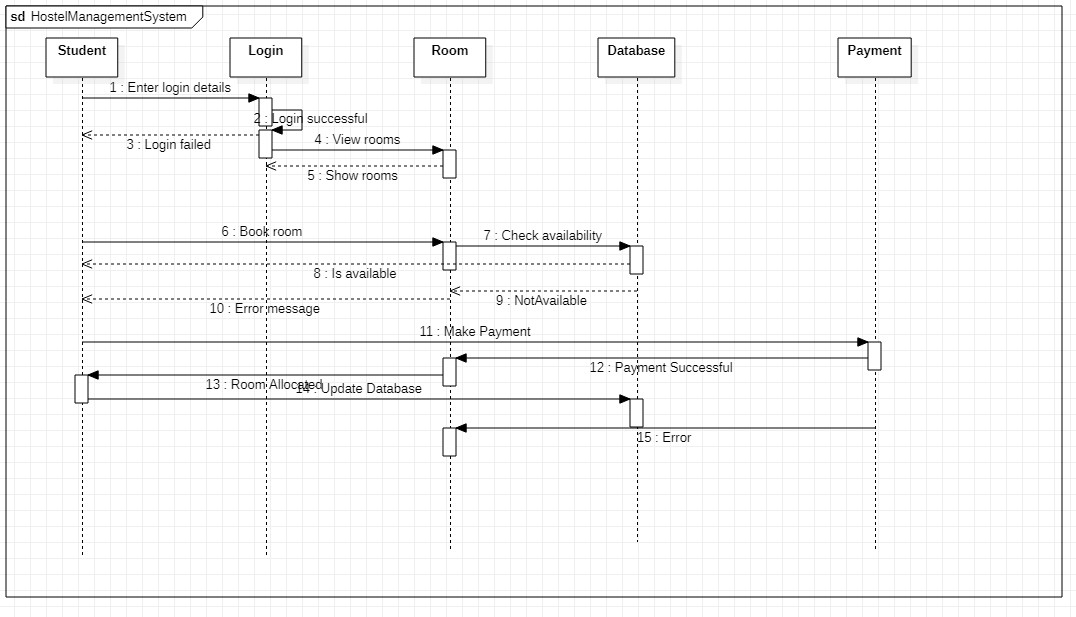 sd HostelManagementSystem
Student
Login
Room
Database
Payment
1 : Enter login details
2 : Login successful
3 : Login failed
4 : View rooms
5 : Show rooms
6 : Book room
7 : Check availability
8 : Is available
9 : NotAvailable
10 : Error message
11 : Make Payment
12 : Payment Successful
13 : Room Allocated
14 : Update Database
15 : Error